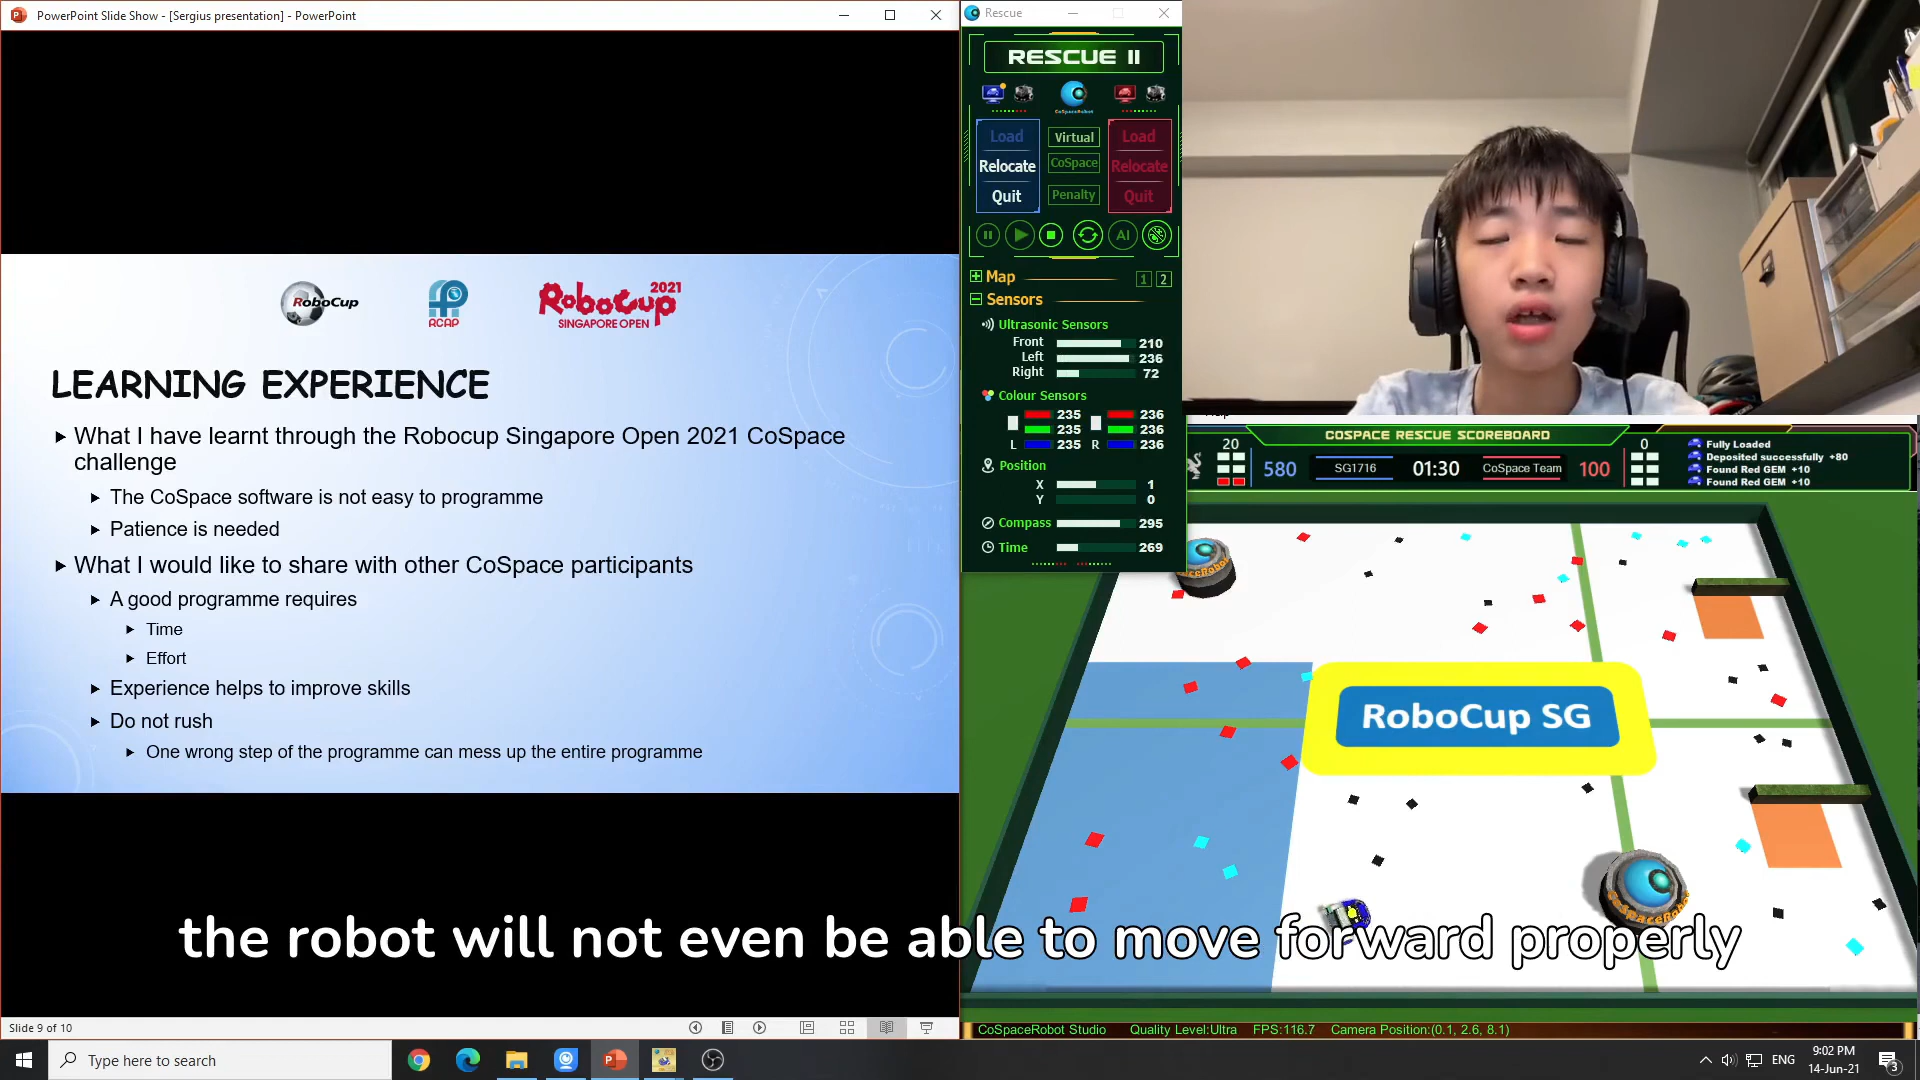 PowerPoint Slide Show - [Sergius presentation] - PowerPoint
RoboCup
RCAP
RoboCup 2021
SINGAPORE OPEN
LEARNING EXPERIENCE
What I have learnt through the Robocup Singapore Open 2021 CoSpace
challenge
The CoSpace software is not easy to programme
Patience is needed
What I would like to share with other CoSpace participants
A good programme requires
Time
Effort
Experience helps to improve skills
Do not rush
One wrong step of the programme can mess up the entire programme
Slide 9 of 10
Rescue
RESCUE II
CoSpaceRobot
Load Virtual Load
Relocate CoSpace Relocate
Quit Penalty Quit
AI
Map 1 2
Sensors
Ultrasonic Sensors
Front 210
Left 236
Right 72
Colour Sensors
235 236
235 236
L 235 R 236
Position
X 1
Y 0
Compass 295
Time 269
COSPACE RESCUE SCOREBOARD
20 580 SG1716 01:30 CoSpace Team 100 0
Fully Loaded
Deposited successfully +80
Found Red GEM +10
Found Red GEM +10
CoSpaceRobot
RoboCup SG
CoSpaceRobot
the robot will not even be able to move forward properly
CoSpaceRobot Studio Quality Level:Ultra FPS:116.7 Camera Position:(0.1, 2.6, 8.1)
Type here to search
ENG
9:02 PM
14-Jun-21
3